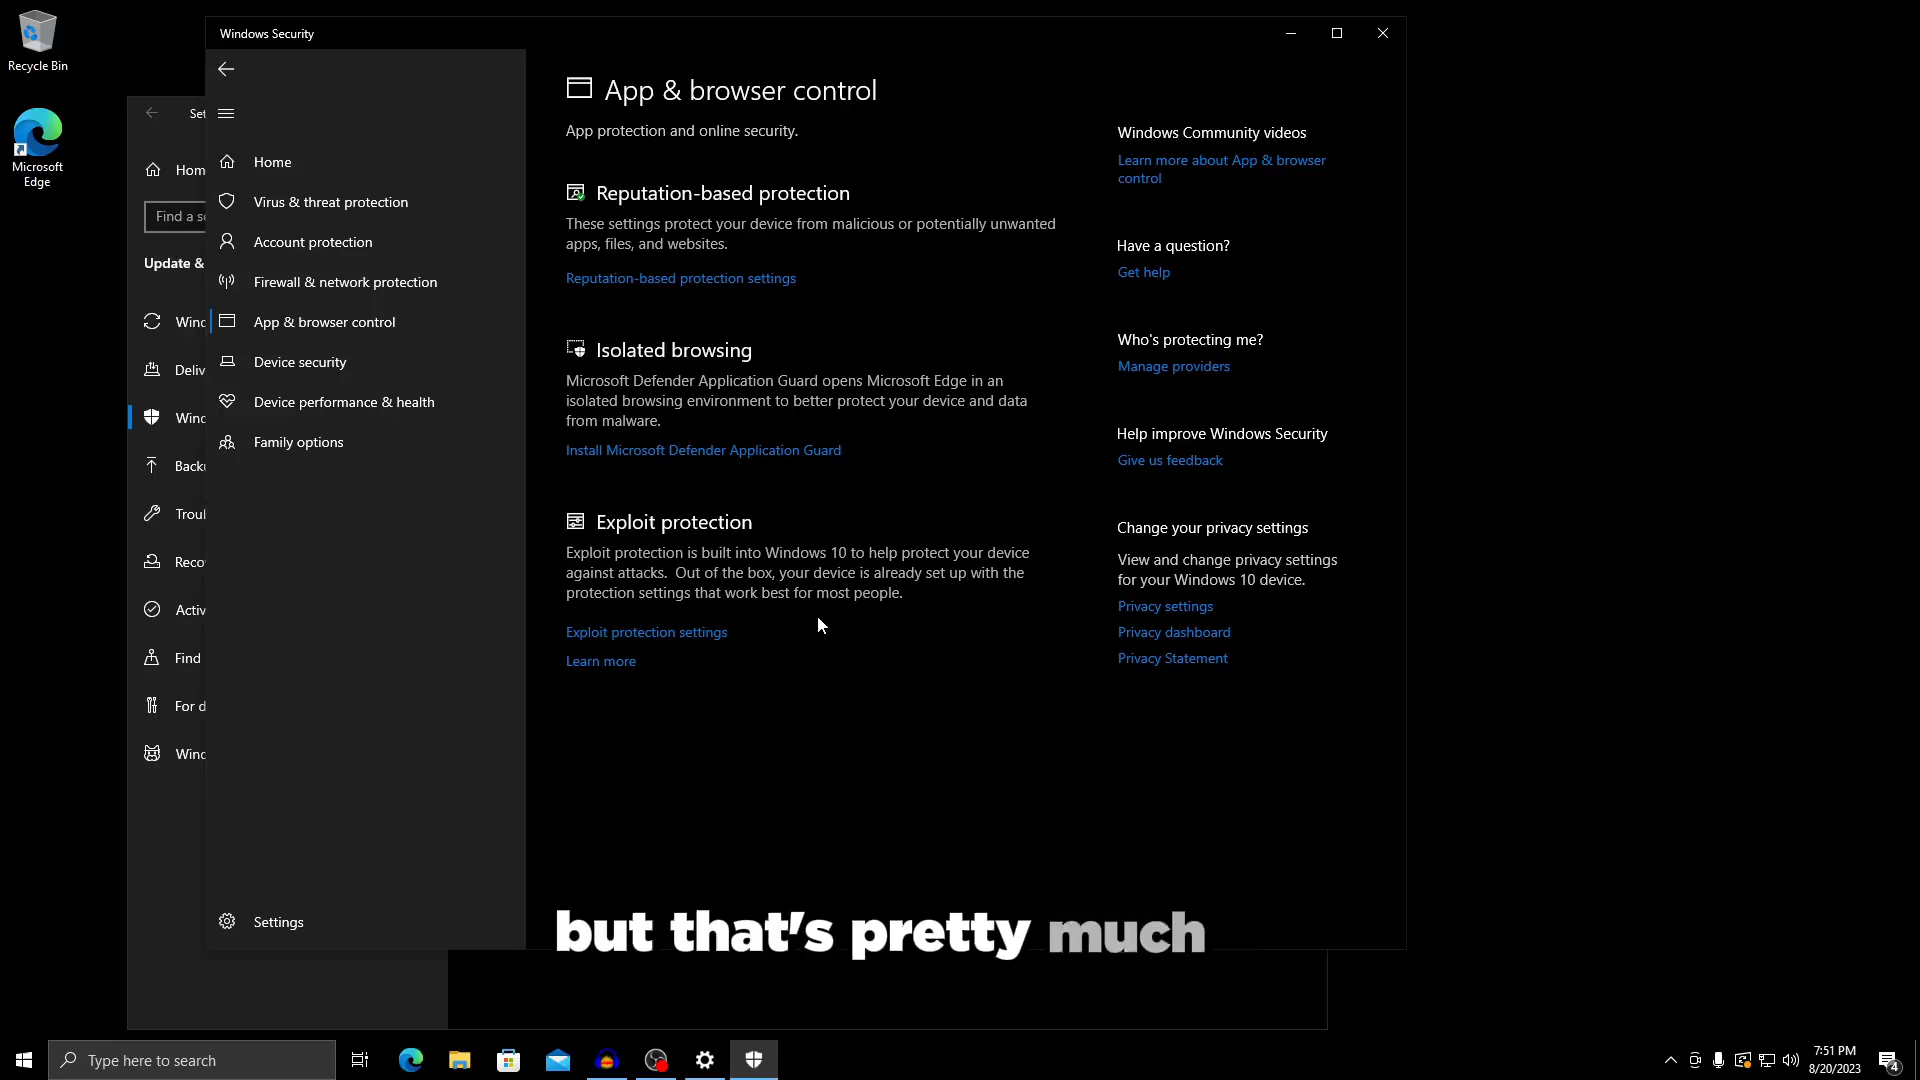 Recycle Bin
Microsoft
Edge
Set
Hom
Find a se
Update &
Winc
Deliv
Winc
Backu
Troub
Reco
Activ
Find
For d
Winc
Windows Security
Home
Virus & threat protection
Account protection
Firewall & network protection
App & browser control
Device security
Device performance & health
Family options
Settings
App & browser control
App protection and online security.
Reputation-based protection
These settings protect your device from malicious or potentially unwanted
apps, files, and websites.
Reputation-based protection settings
Isolated browsing
Microsoft Defender Application Guard opens Microsoft Edge in an
isolated browsing environment to better protect your device and data
from malware.
Install Microsoft Defender Application Guard
Exploit protection
Exploit protection is built into Windows 10 to help protect your device
against attacks.  Out of the box, your device is already set up with the
protection settings that work best for most people.
Exploit protection settings
Learn more
Windows Community videos
Learn more about App & browser
control
Have a question?
Get help
Who's protecting me?
Manage providers
Help improve Windows Security
Give us feedback
Change your privacy settings
View and change privacy settings
for your Windows 10 device.
Privacy settings
Privacy dashboard
Privacy Statement
but that's pretty much
Type here to search
7:51 PM
8/20/2023
4